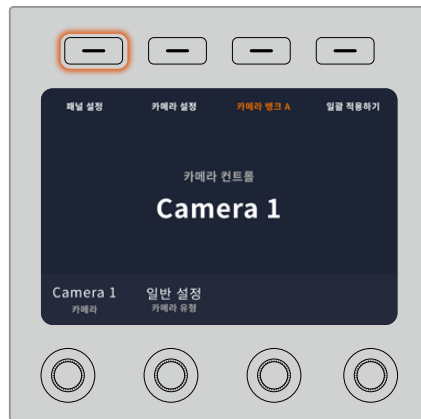 패널 설정 카메라 설정 카메라 뱅크 A 일괄 적용하기
카메라 컨트롤
Camera 1
Camera 1 일반 설정
카메라 카메라 유형